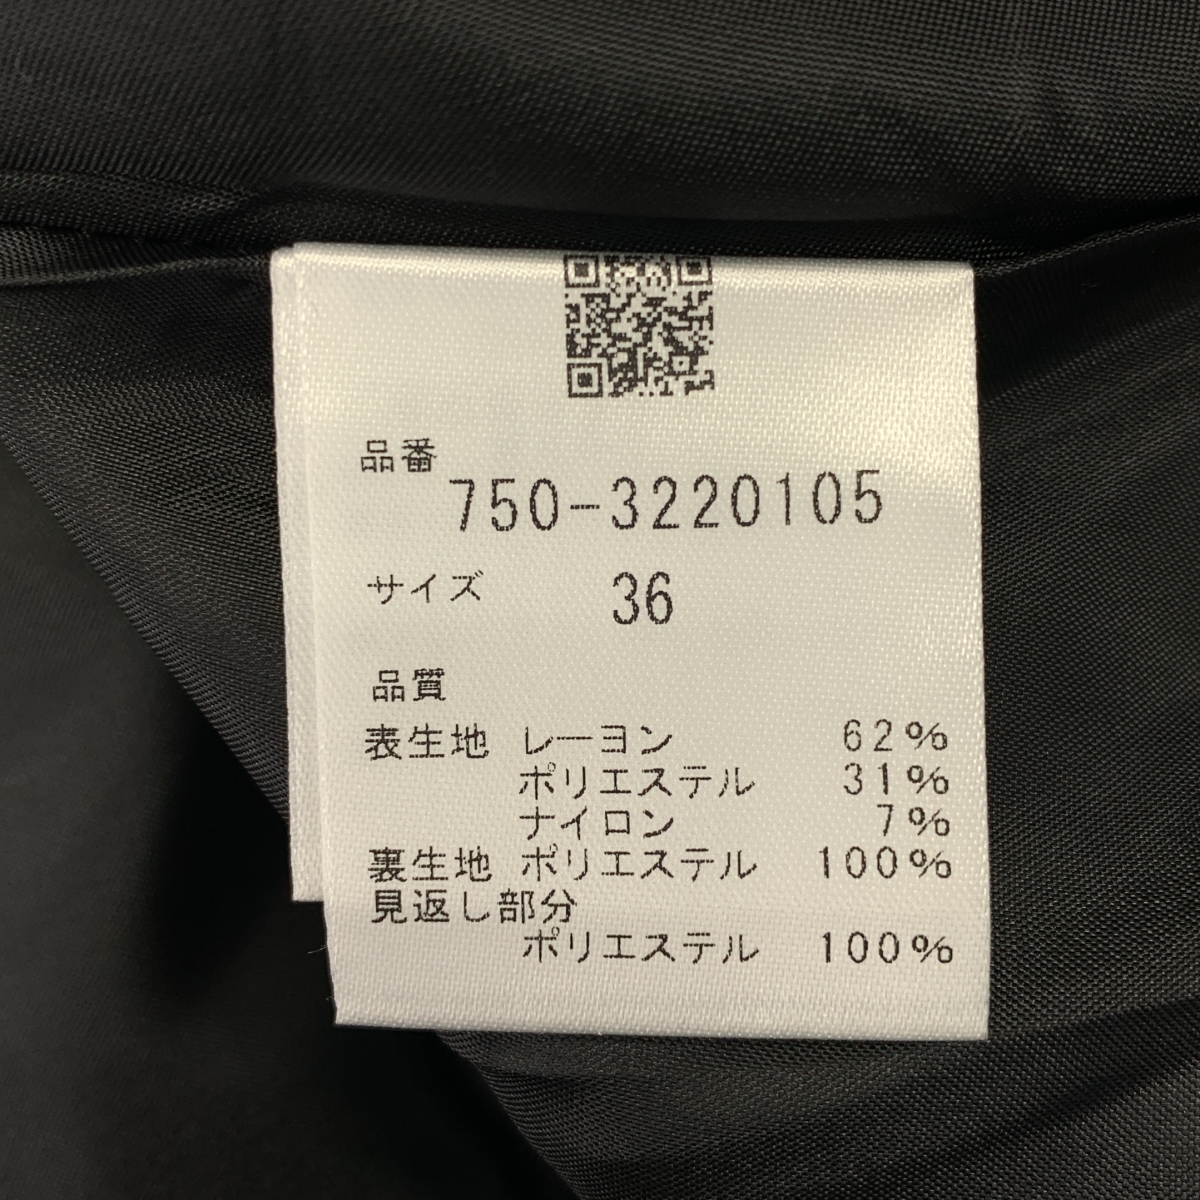 品番
750-3220105
サイズ 36
品質
表生地 レーヨン 62%
ポリエステル 31%
ナイロン 7%
裏生地 ポリエステル 100%
見返し部分
ポリエステル 100%